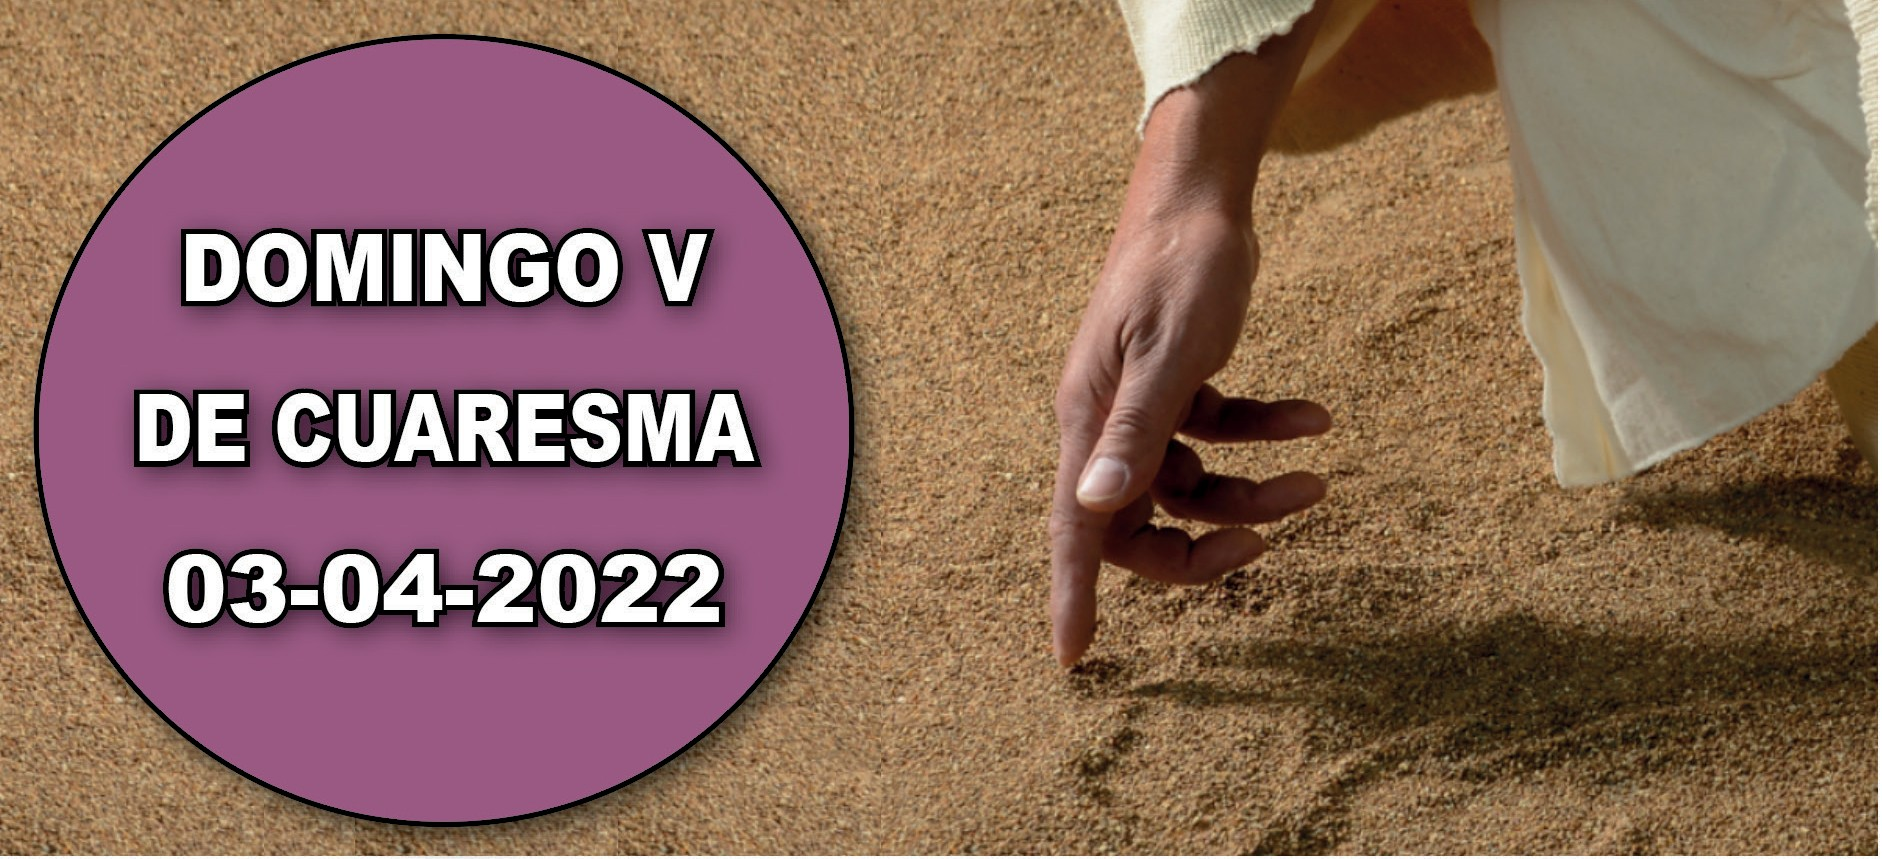 DOMINGO V
DE CUARESMA
03-04-2022